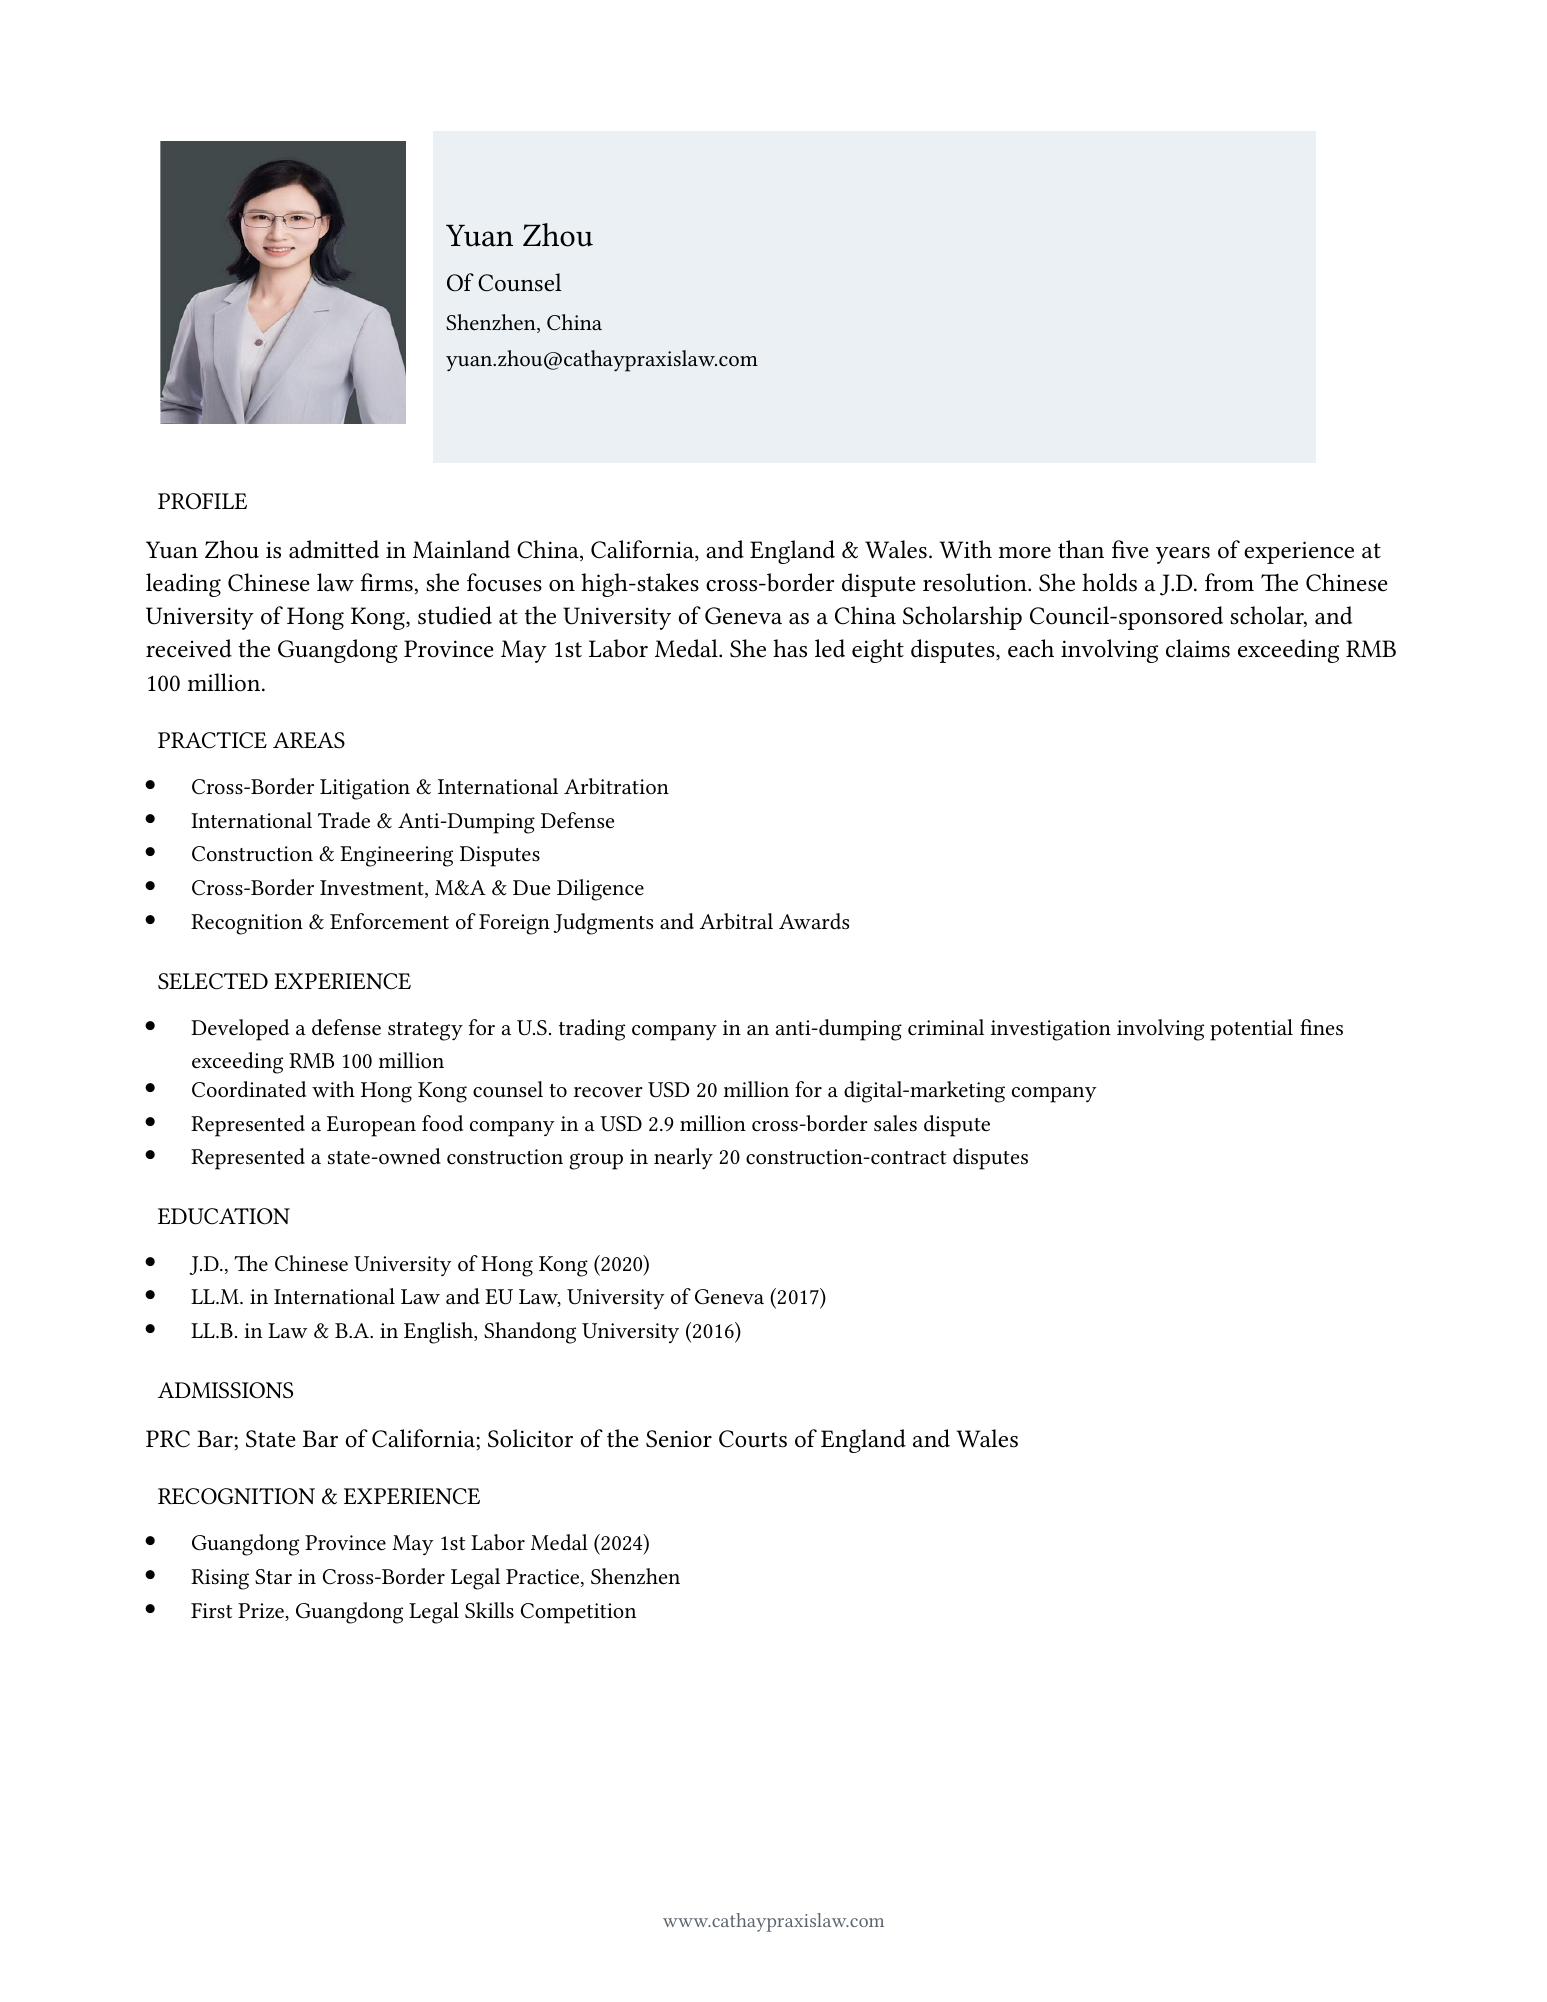 Yuan Zhou
Of Counsel
Shenzhen, China
yuan.zhou@cathaypraxislaw.com
PROFILE
Yuan Zhou is admitted in Mainland China, California, and England & Wales. With more than five years of experience at
leading Chinese law firms, she focuses on high-stakes cross-border dispute resolution. She holds a J.D. from The Chinese
University of Hong Kong, studied at the University of Geneva as a China Scholarship Council-sponsored scholar, and
received the Guangdong Province May 1st Labor Medal. She has led eight disputes, each involving claims exceeding RMB
100 million.
PRACTICE AREAS
• Cross-Border Litigation & International Arbitration
• International Trade & Anti-Dumping Defense
• Construction & Engineering Disputes
• Cross-Border Investment, M&A & Due Diligence
• Recognition & Enforcement of Foreign Judgments and Arbitral Awards
SELECTED EXPERIENCE
• Developed a defense strategy for a U.S. trading company in an anti-dumping criminal investigation involving potential fines
exceeding RMB 100 million
• Coordinated with Hong Kong counsel to recover USD 20 million for a digital-marketing company
• Represented a European food company in a USD 2.9 million cross-border sales dispute
• Represented a state-owned construction group in nearly 20 construction-contract disputes
EDUCATION
• J.D., The Chinese University of Hong Kong (2020)
• LL.M. in International Law and EU Law, University of Geneva (2017)
• LL.B. in Law & B.A. in English, Shandong University (2016)
ADMISSIONS
PRC Bar; State Bar of California; Solicitor of the Senior Courts of England and Wales
RECOGNITION & EXPERIENCE
• Guangdong Province May 1st Labor Medal (2024)
• Rising Star in Cross-Border Legal Practice, Shenzhen
• First Prize, Guangdong Legal Skills Competition
www.cathaypraxislaw.com